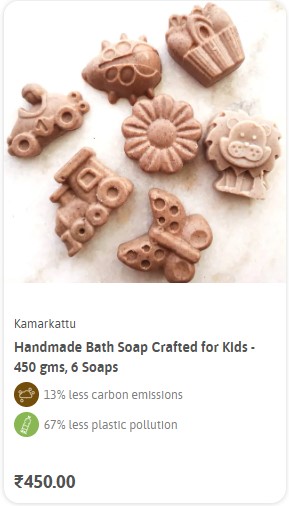 Kamarkattu
Handmade Bath Soap Crafted for Kids -
450 gms, 6 Soaps
13% less carbon emissions
67% less plastic pollution
₹450.00